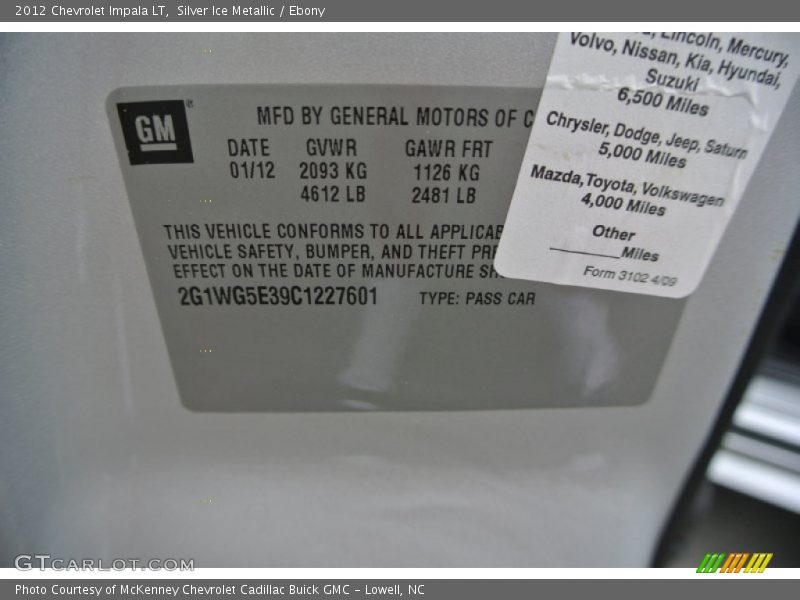 2012 Chevrolet Impala LT,  Silver Ice Metallic / Ebony
GM
MFD BY GENERAL MOTORS OF
DATE GVWR GAWR FRT
01/12 2093 KG 1126 KG
4612 LB 2481 LB
THIS VEHICLE CONFORMS TO ALL
VEHICLE SAFETY, BUMPER, AND THEFT
EFFECT ON THE DATE OF MANUFACTURE
2G1WG5E39C1227601 TYPE: PASS CAR
Lincoln, Mercury,
Volvo, Nissan, Kia, Hyundai,
Suzuki
6,500 Miles
Chrysler, Dodge, Jeep, Saturn
5,000 Miles
Mazda,Toyota, Volkswagen
4,000 Miles
Other
Miles
Form 3102 4/09
GTCARLOT.COM
Photo Courtesy of McKenney Chevrolet Cadillac Buick GMC – Lowell, NC